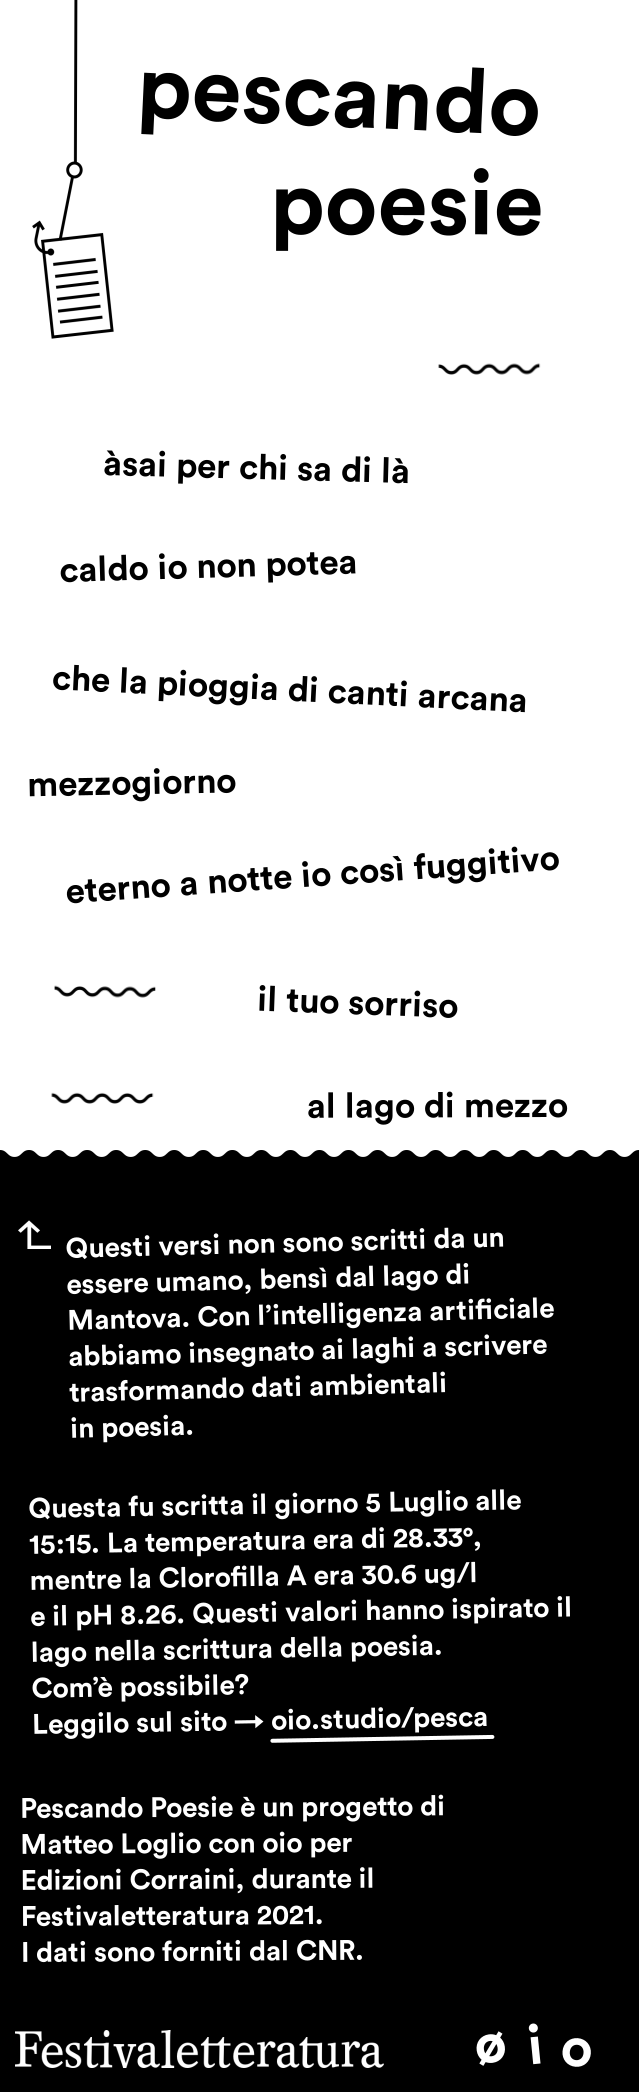 pescando
poesie
àsai per chi sa di là
caldo io non potea
che la pioggia di canti arcana
mezzogiorno
eterno a notte io così fuggitivo
il tuo sorriso
al lago di mezzo
Questi versi non sono scritti da un
essere umano, bensì dal lago di
Mantova. Con l’intelligenza artificiale
abbiamo insegnato ai laghi a scrivere
trasformando dati ambientali
in poesia.
Questa fu scritta il giorno 5 Luglio alle
15:15. La temperatura era di 28.33°,
mentre la Clorofilla A era 30.6 ug/l
e il pH 8.26. Questi valori hanno ispirato il
lago nella scrittura della poesia.
Com’è possibile?
Leggilo sul sito → oio.studio/pesca
Pescando Poesie è un progetto di
Matteo Loglio con oio per
Edizioni Corraini, durante il
Festivaletteratura 2021.
I dati sono forniti dal CNR.
Festivaletteratura ø i o